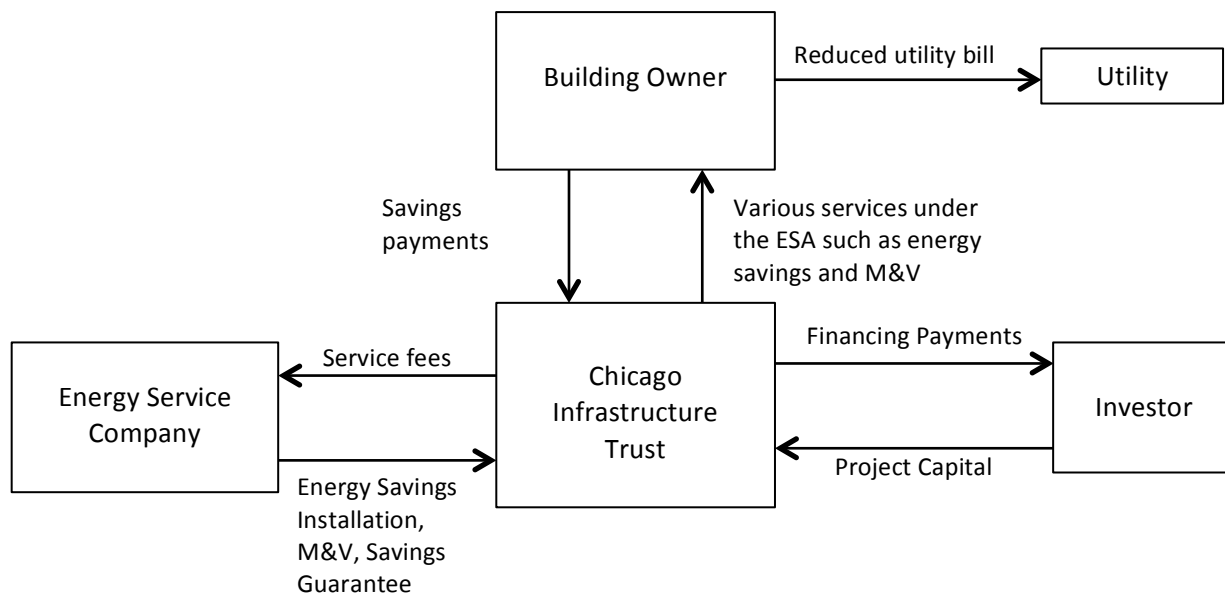 Reduced utility bill
Building Owner
Utility
Savings
payments
Various services under
the ESA such as energy
savings and M&V
Service fees
Financing Payments
Energy Service
Company
Chicago
Infrastructure
Trust
Investor
Project Capital
Energy Savings
Installation,
M&V, Savings
Guarantee